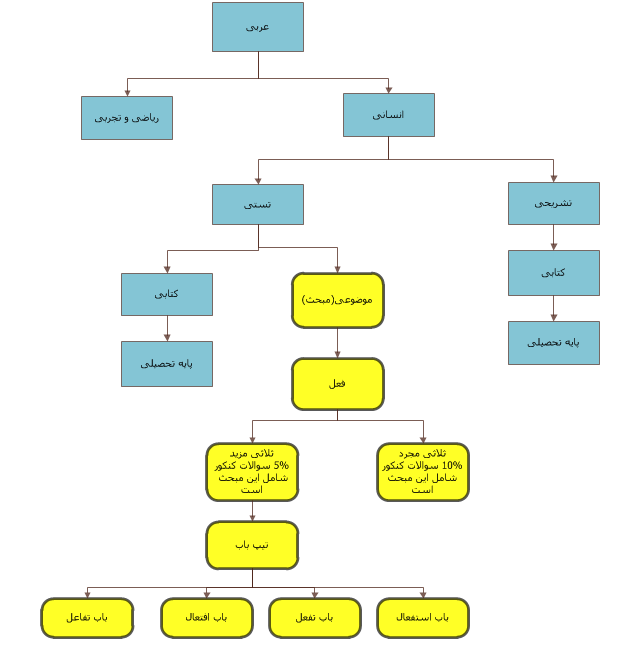 عربی
ریاضی و تجربی
انسانی
تستی
تشریحی
کتابی
موضوعی(مبحث)
کتابی
پایه تحصیلی
پایه تحصیلی
فعل
ثلاثی مزید
5% سوالات کنکور
شامل این مبحث
است
ثلاثی مجرد
10% سوالات کنکور
شامل این مبحث
است
تیپ باب
باب تفاعل
باب افتعال
باب تفعل
باب استفعال